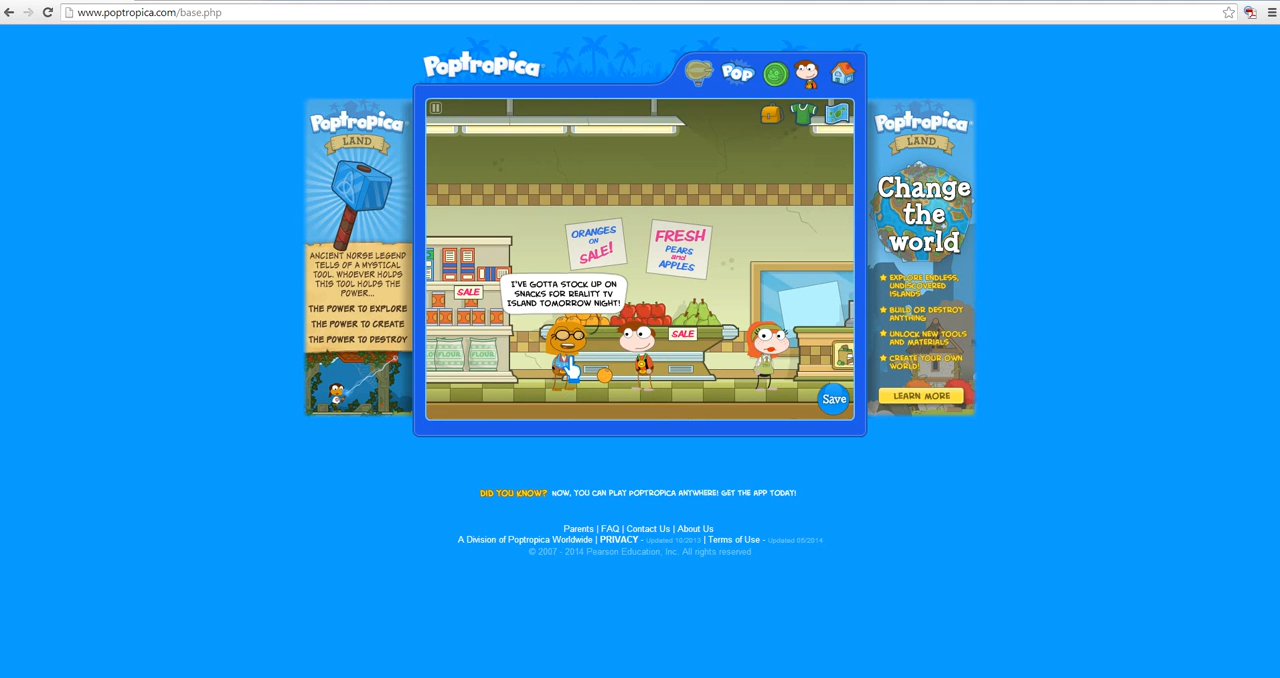 www.poptropica.com/base.php
Poptropica
POP
Poptropica
LAND
ANCIENT NORSE LEGEND
TELLS OF A MYSTICAL
TOOL. WHOEVER HOLDS
THIS TOOL HOLDS THE
POWER...
THE POWER TO EXPLORE
THE POWER TO CREATE
THE POWER TO DESTROY
ORANGES
ON
SALE!
FRESH
PEARS
and
APPLES
SALE
I'VE GOTTA STOCK UP ON
SNACKS FOR REALITY TV
ISLAND TOMORROW NIGHT!
SALE
FLOUR
FLOUR
Save
Poptropica
LAND
Change
the
world
EXPLORE ENDLESS,
UNDISCOVERED
ISLANDS
BUILD OR DESTROY
ANYTHING
UNLOCK NEW TOOLS
AND MATERIALS
CREATE YOUR OWN
WORLD!
LEARN MORE
DID YOU KNOW? NOW, YOU CAN PLAY POPTROPICA ANYWHERE! GET THE APP TODAY!
Parents | FAQ | Contact Us | About Us
A Division of Poptropica Worldwide | PRIVACY - Updated 10/2013 | Terms of Use - Updated 05/2014
© 2007 - 2014 Pearson Education, Inc. All rights reserved